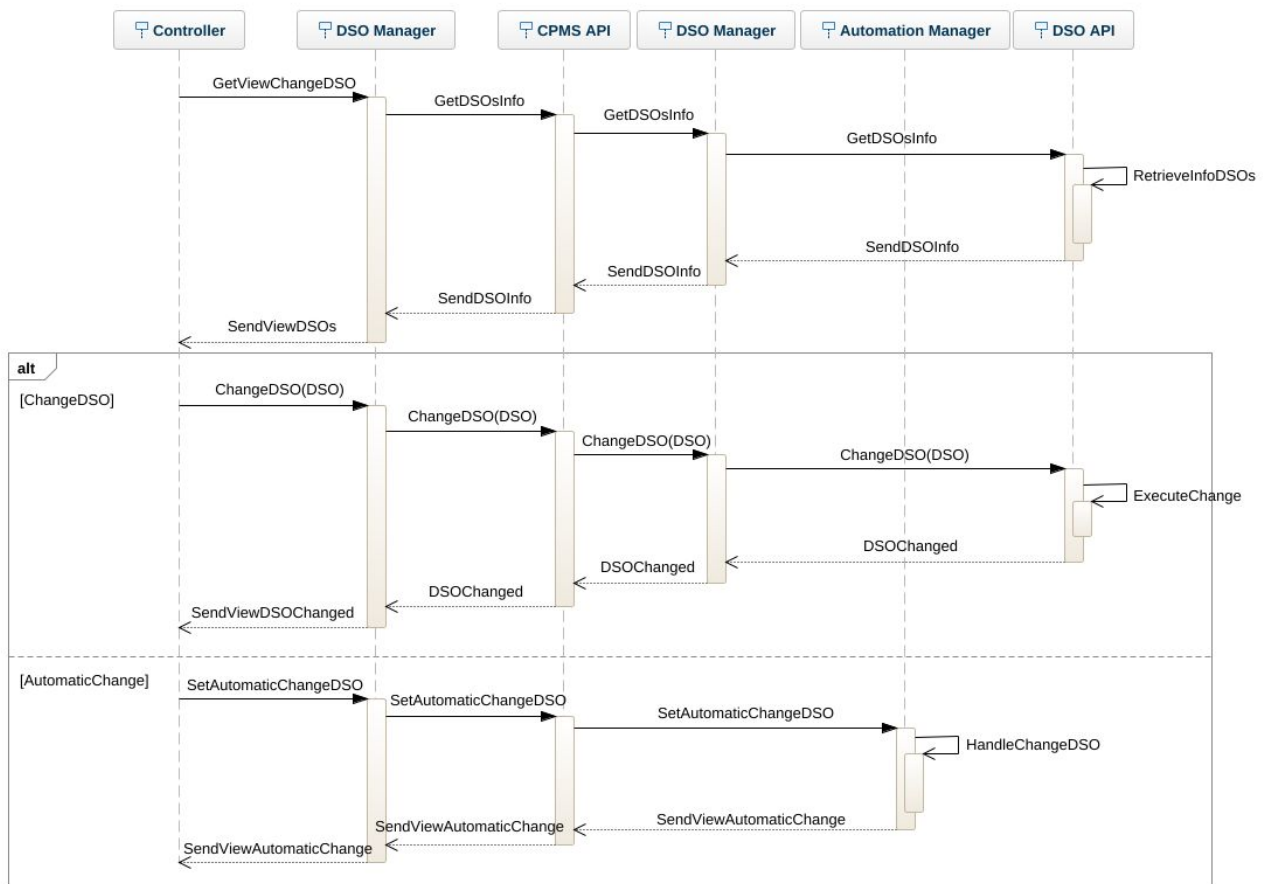 Controller
DSO Manager
CPMS API
DSO Manager
Automation Manager
DSO API
GetViewChangeDSO
GetDSOsInfo
GetDSOsInfo
GetDSOsInfo
RetrieveInfoDSOs
SendDSOInfo
SendDSOInfo
SendDSOInfo
SendViewDSOs
alt
[ChangeDSO]
ChangeDSO(DSO)
ChangeDSO(DSO)
ChangeDSO(DSO)
ChangeDSO(DSO)
ExecuteChange
DSOChanged
DSOChanged
DSOChanged
SendViewDSOChanged
[AutomaticChange]
SetAutomaticChangeDSO
SetAutomaticChangeDSO
SetAutomaticChangeDSO
HandleChangeDSO
SendViewAutomaticChange
SendViewAutomaticChange
SendViewAutomaticChange